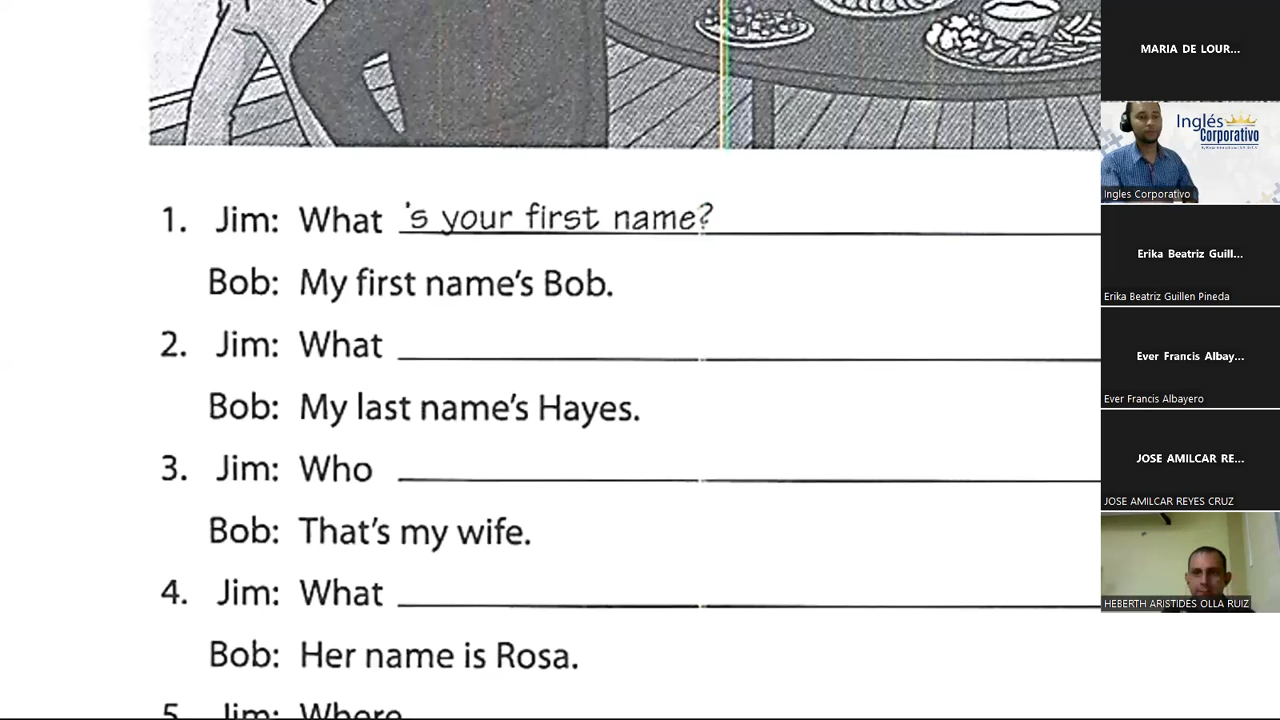 1. Jim: What 's your first name?
Bob: My first name's Bob.
2. Jim: What
Bob: My last name's Hayes.
3. Jim: Who
Bob: That's my wife.
4. Jim: What
Bob: Her name is Rosa.
5. Jim: Where
MARIA DE LOUR...
Inglés
Corporativo
Ingles Corporativo
Erika Beatriz Guill...
Erika Beatriz Guillen Pineda
Ever Francis Albay...
Ever Francis Albayero
JOSE AMILCAR RE...
JOSE AMILCAR REYES CRUZ
HEBERTH ARISTIDES OLLA RUIZ